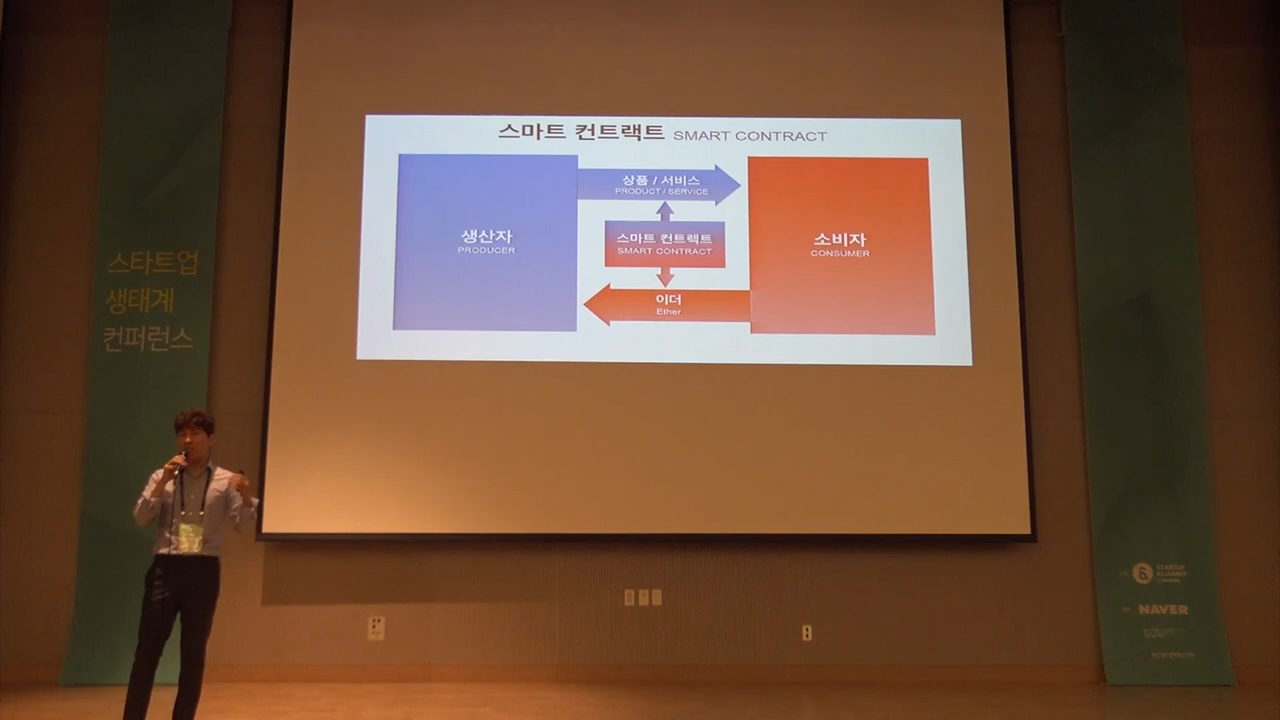 스마트 컨트랙트 SMART CONTRACT
상품 / 서비스
PRODUCT / SERVICE
생산자
PRODUCER
스마트 컨트랙트
SMART CONTRACT
소비자
CONSUMER
이더
Ether
스타트업
생태계
컨퍼런스
STARTUP
ALLIANCE
NAVER